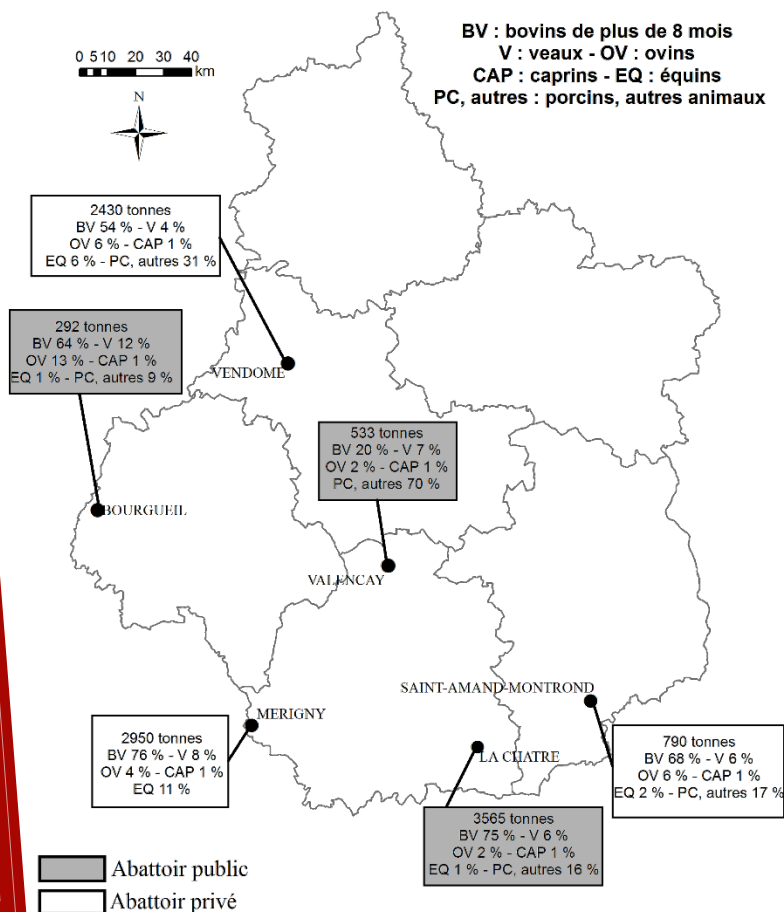 BV : bovins de plus de 8 mois
V : veaux - OV : ovins
CAP : caprins - EQ : équins
PC, autres : porcins, autres animaux
0 5 10 20 30 40
km
N
2430 tonnes
BV 54 % - V 4 %
OV 6 % - CAP 1 %
EQ 6 % - PC, autres 31 %
292 tonnes
BV 64 % - V 12 %
OV 13 % - CAP 1 %
EQ 1 % - PC, autres 9 %
VENDOME
533 tonnes
BV 20 % - V 7 %
OV 2 % - CAP 1 %
PC, autres 70 %
BOURGUEIL
VALENCAY
SAINT-AMAND-MONTROND
MERIGNY
2950 tonnes
BV 76 % - V 8 %
OV 4 % - CAP 1 %
EQ 11 %
LA CHATRE
790 tonnes
BV 68 % - V 6 %
OV 6 % - CAP 1 %
EQ 2 % - PC, autres 17 %
3565 tonnes
BV 75 % - V 6 %
OV 2 % - CAP 1 %
EQ 1 % - PC, autres 16 %
Abattoir public
Abattoir privé